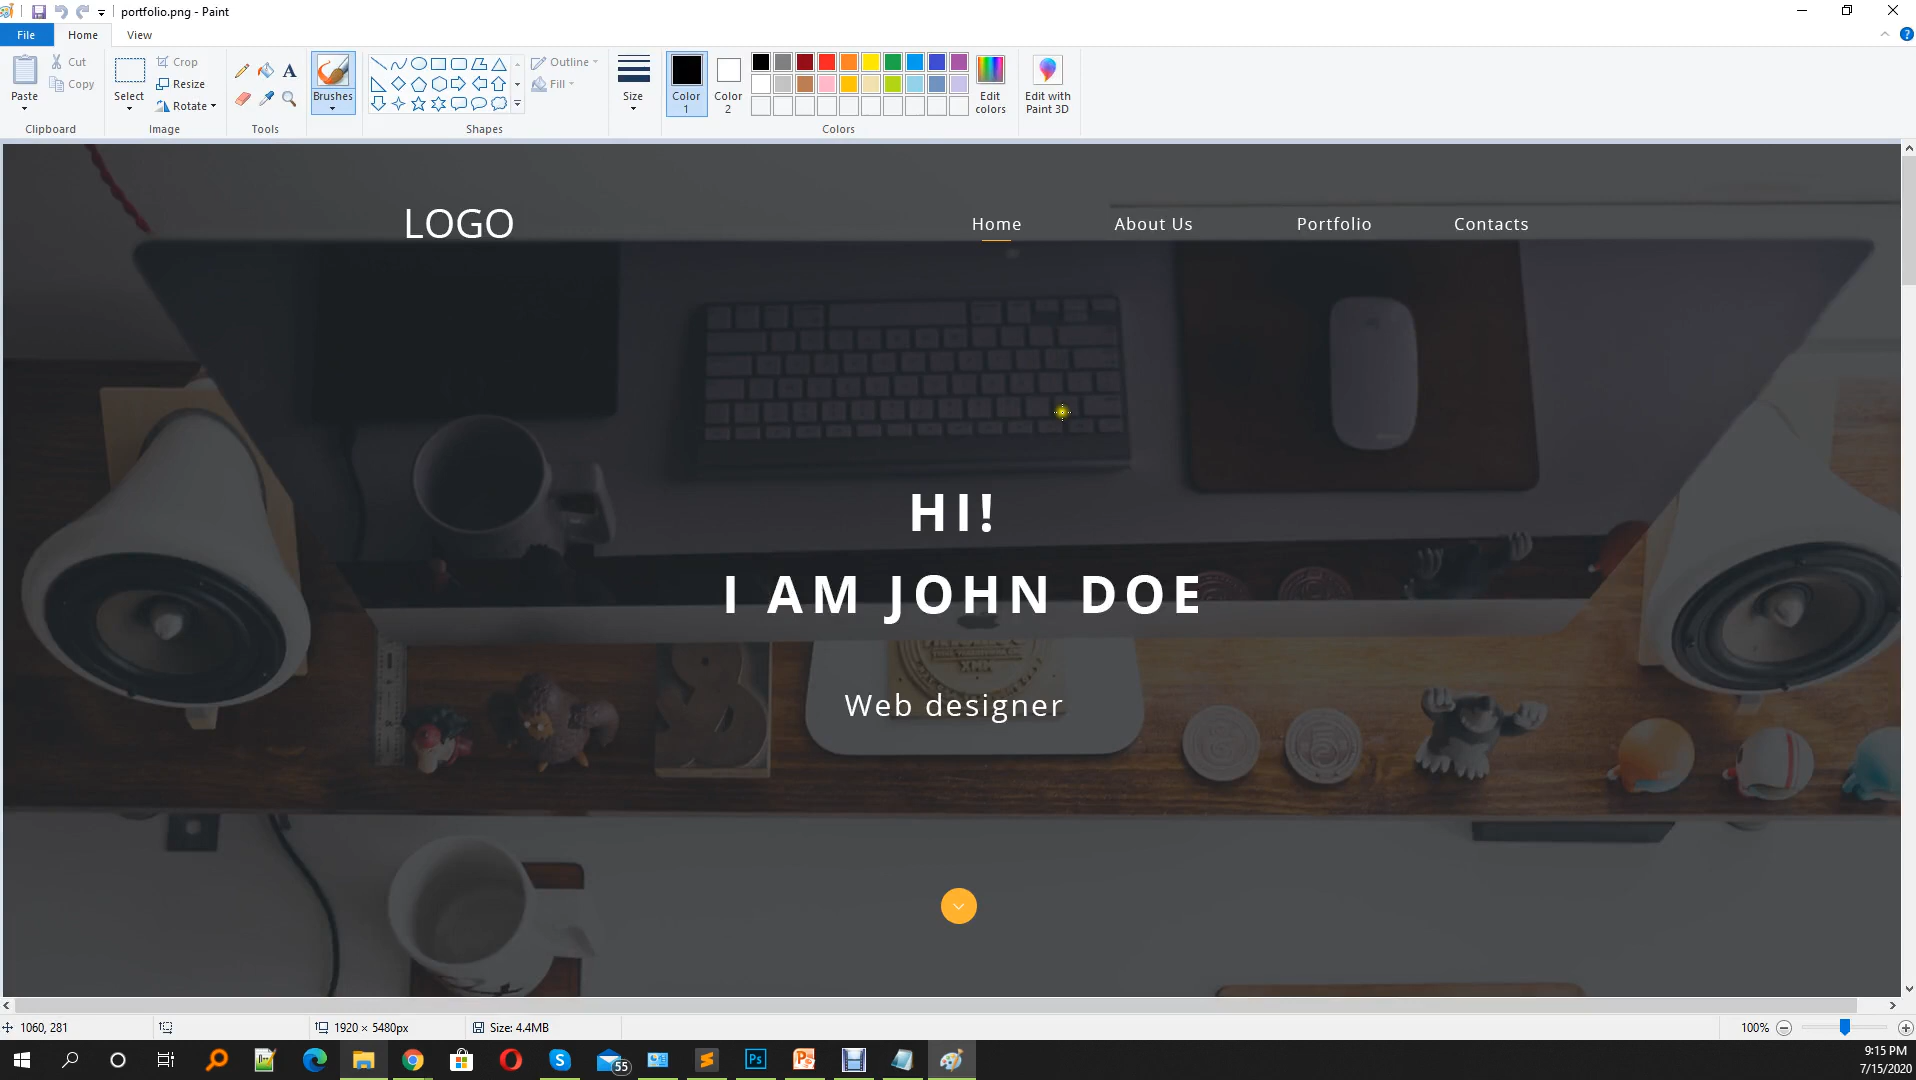 portfolio.png - Paint
File
Home
View
Paste
Cut
Copy
Clipboard
Select
Crop
Resize
Rotate
Image
A
Tools
Brushes
Outline
Fill
Shapes
Size
Color 1
Color 2
Edit colors
Colors
Edit with Paint 3D
LOGO
Home
About Us
Portfolio
Contacts
HI!
I AM JOHN DOE
Web designer
1060, 281
1920 × 5480px
Size: 4.4MB
100%
55
9:15 PM
7/15/2020